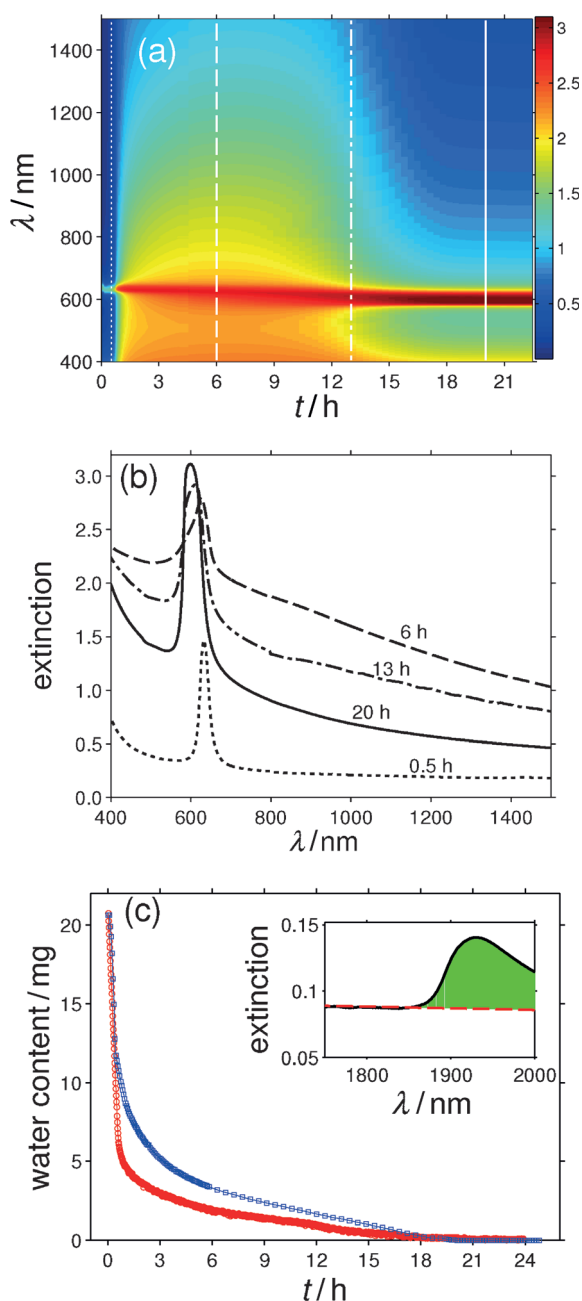 (a)
λ/nm
1400
1200
1000
800
600
400
0 3 6 9 12 15 18 21
t/h
3
2.5
2
1.5
1
0.5
(b)
extinction
3.0
2.5
2.0
1.5
1.0
0.5
0.0
6 h
13 h
20 h
0.5 h
400 600 800 1000 1200 1400
λ/nm
(c)
water content/mg
20
15
10
5
0
0 3 6 9 12 15 18 21 24
t/h
extinction
0.15
0.1
0.05
1800 1900 2000
λ/nm